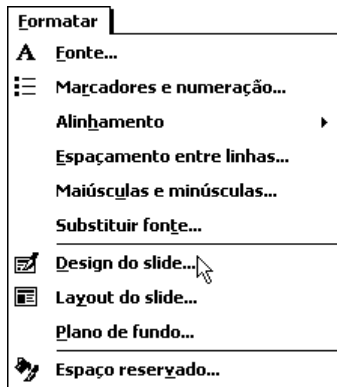 Formatar
Fonte...
Marcadores e numeração...
Alinhamento
Espaçamento entre linhas...
Maiúsculas e minúsculas...
Substituir fonte...
Design do slide...
Layout do slide...
Plano de fundo...
Espaço reservado...